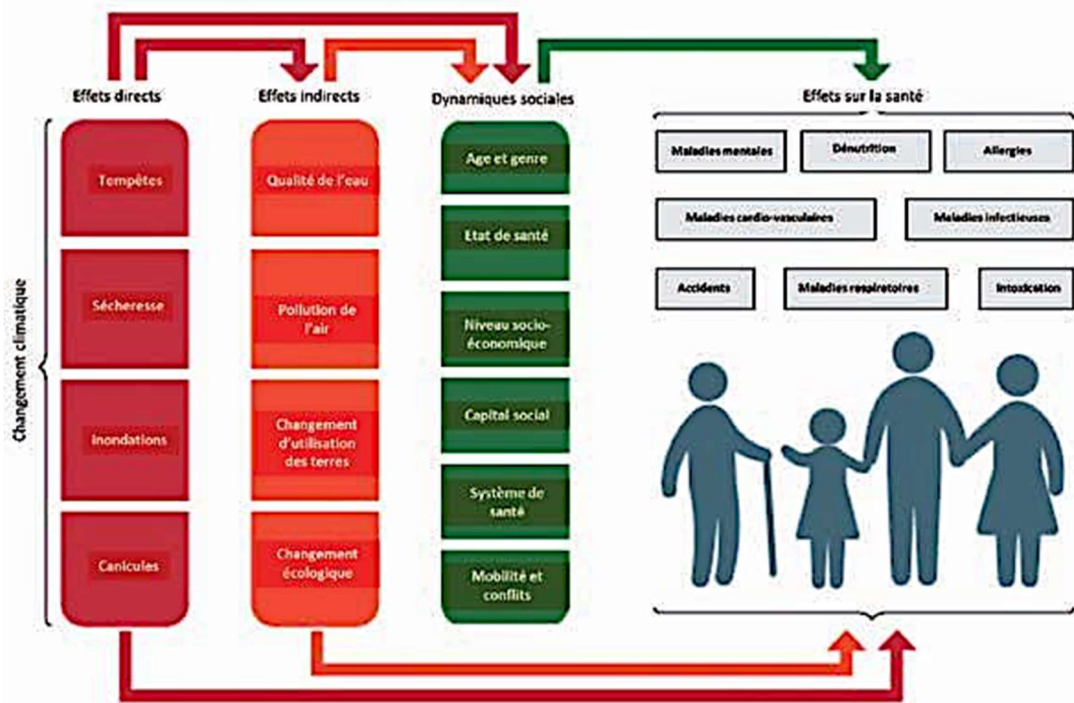 Effets directs
Effets indirects
Dynamiques sociales
Effets sur la santé
Changement climatique
Tempêtes
Sécheresse
Inondations
Canicules
Qualité de l'eau
Pollution de
l'air
Changement
d'utilisation
des terres
Changement
écologique
Age et genre
Etat de santé
Niveau socio-
économique
Capital social
Système de
santé
Mobilité et
conflits
Maladies mentales
Dénutrition
Allergies
Maladies cardio-vasculaires
Maladies infectieuses
Accidents
Maladies respiratoires
Intoxication